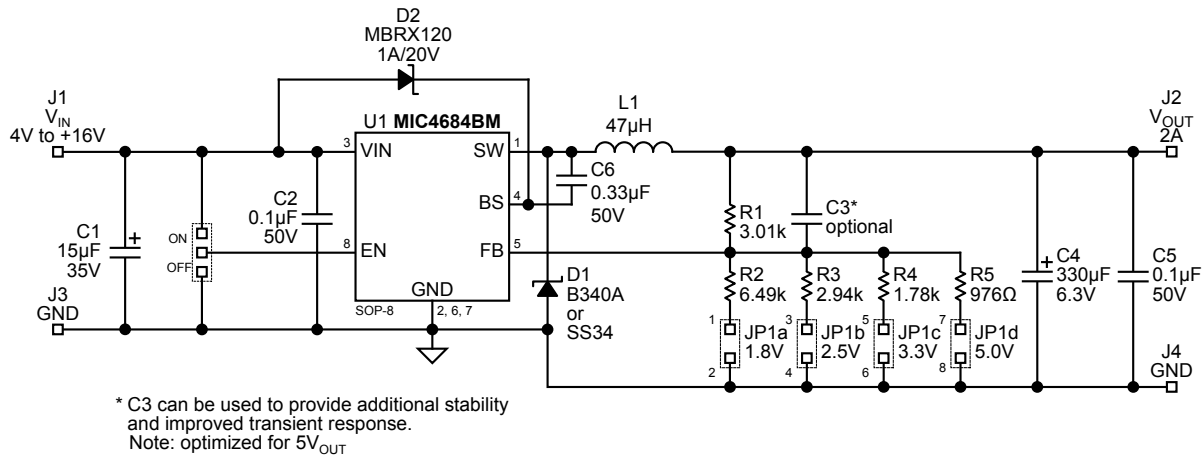 D2
MBRX120
1A/20V
J1
VIN
4V to +16V
U1 MIC4684BM
L1
47µH
J2
VOUT
2A
3
VIN
SW
1
C6
0.33µF
50V
BS
4
C2
0.1µF
50V
R1
3.01k
C3*
optional
C1
15µF
35V
+
ON
OFF
8
EN
FB
5
R2
6.49k
R3
2.94k
R4
1.78k
R5
976Ω
C4
330µF
6.3V
+
C5
0.1µF
50V
D1
B340A
or
SS34
GND
SOP-8
2, 6, 7
J3
GND
1
JP1a
1.8V
2
3
JP1b
2.5V
4
5
JP1c
3.3V
6
7
JP1d
5.0V
8
J4
GND
* C3 can be used to provide additional stability
and improved transient response.
Note: optimized for 5VOUT